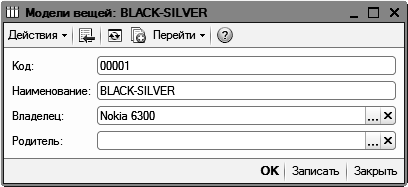 Модели вещей: BLACK-SILVER
Действия Перейти
Код: 00001
Наименование: BLACK-SILVER
Владелец: Nokia 6300
Родитель:
OK Записать Закрыть